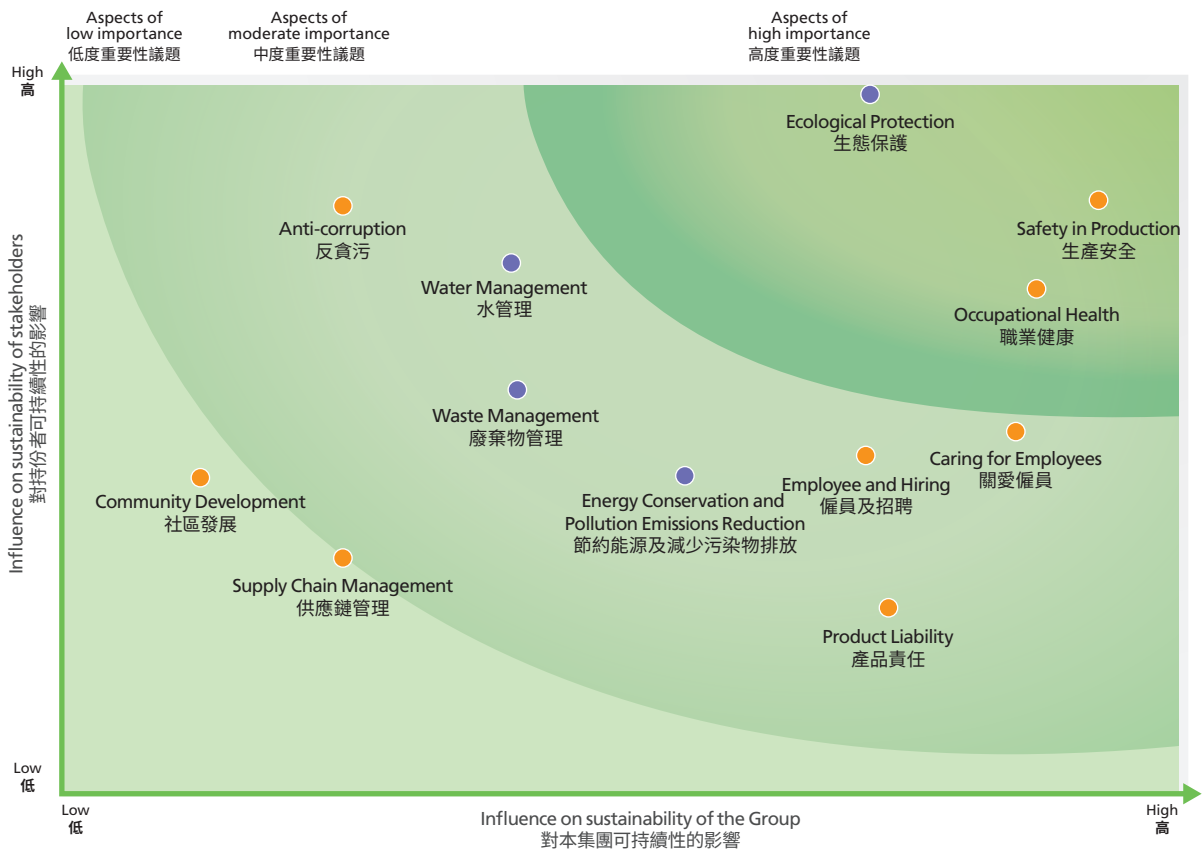 Aspects of
low importance
低度重要性議題
Aspects of
moderate importance
中度重要性議題
Aspects of
high importance
高度重要性議題
High
高
Ecological Protection
生態保護
Safety in Production
生產安全
Anti-corruption
反貪污
Water Management
水管理
Occupational Health
職業健康
Waste Management
廢棄物管理
Caring for Employees
關愛僱員
Employee and Hiring
僱員及招聘
Energy Conservation and
Pollution Emissions Reduction
節約能源及減少污染物排放
Community Development
社區發展
Supply Chain Management
供應鏈管理
Product Liability
產品責任
Influence on sustainability of stakeholders
對持份者可持續性的影響
Low
低
Low
低
Influence on sustainability of the Group
對本集團可持續性的影響
High
高